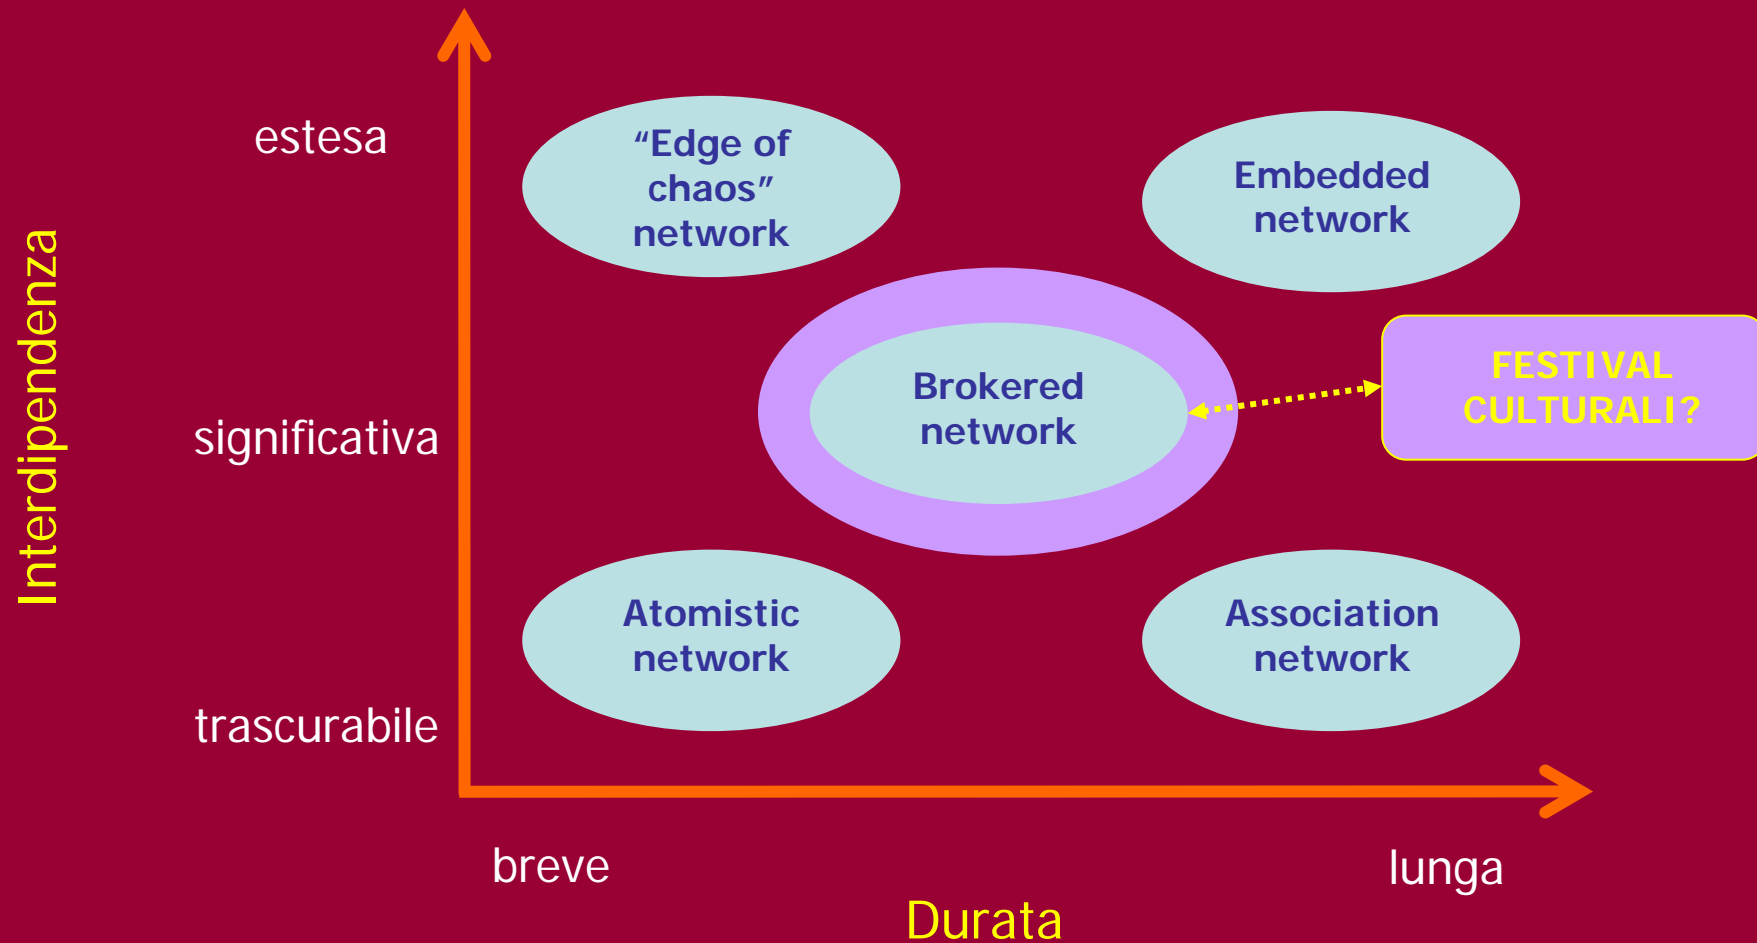 estesa
“Edge of
chaos”
network
Embedded
network
Interdipendenza
significativa
Brokered
network
FESTIVAL
CULTURALI?
trascurabile
Atomistic
network
Association
network
breve
lunga
Durata